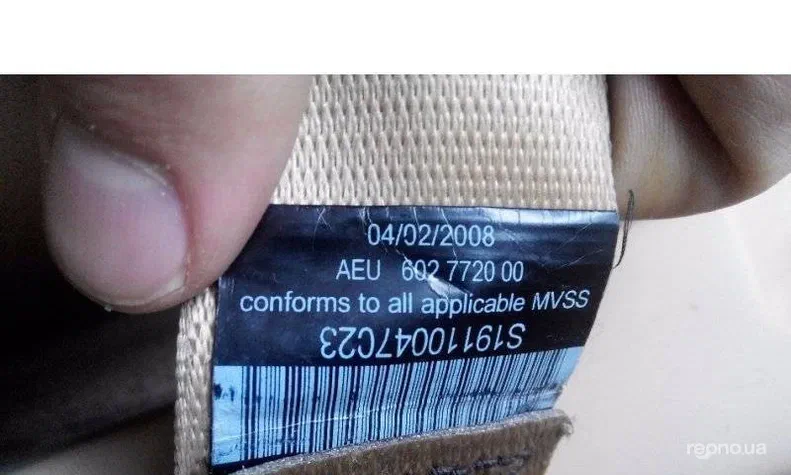 04/02/2008
AEU 602 7720 00
conforms to all applicable MVSS
S19110047C23
repno.ua